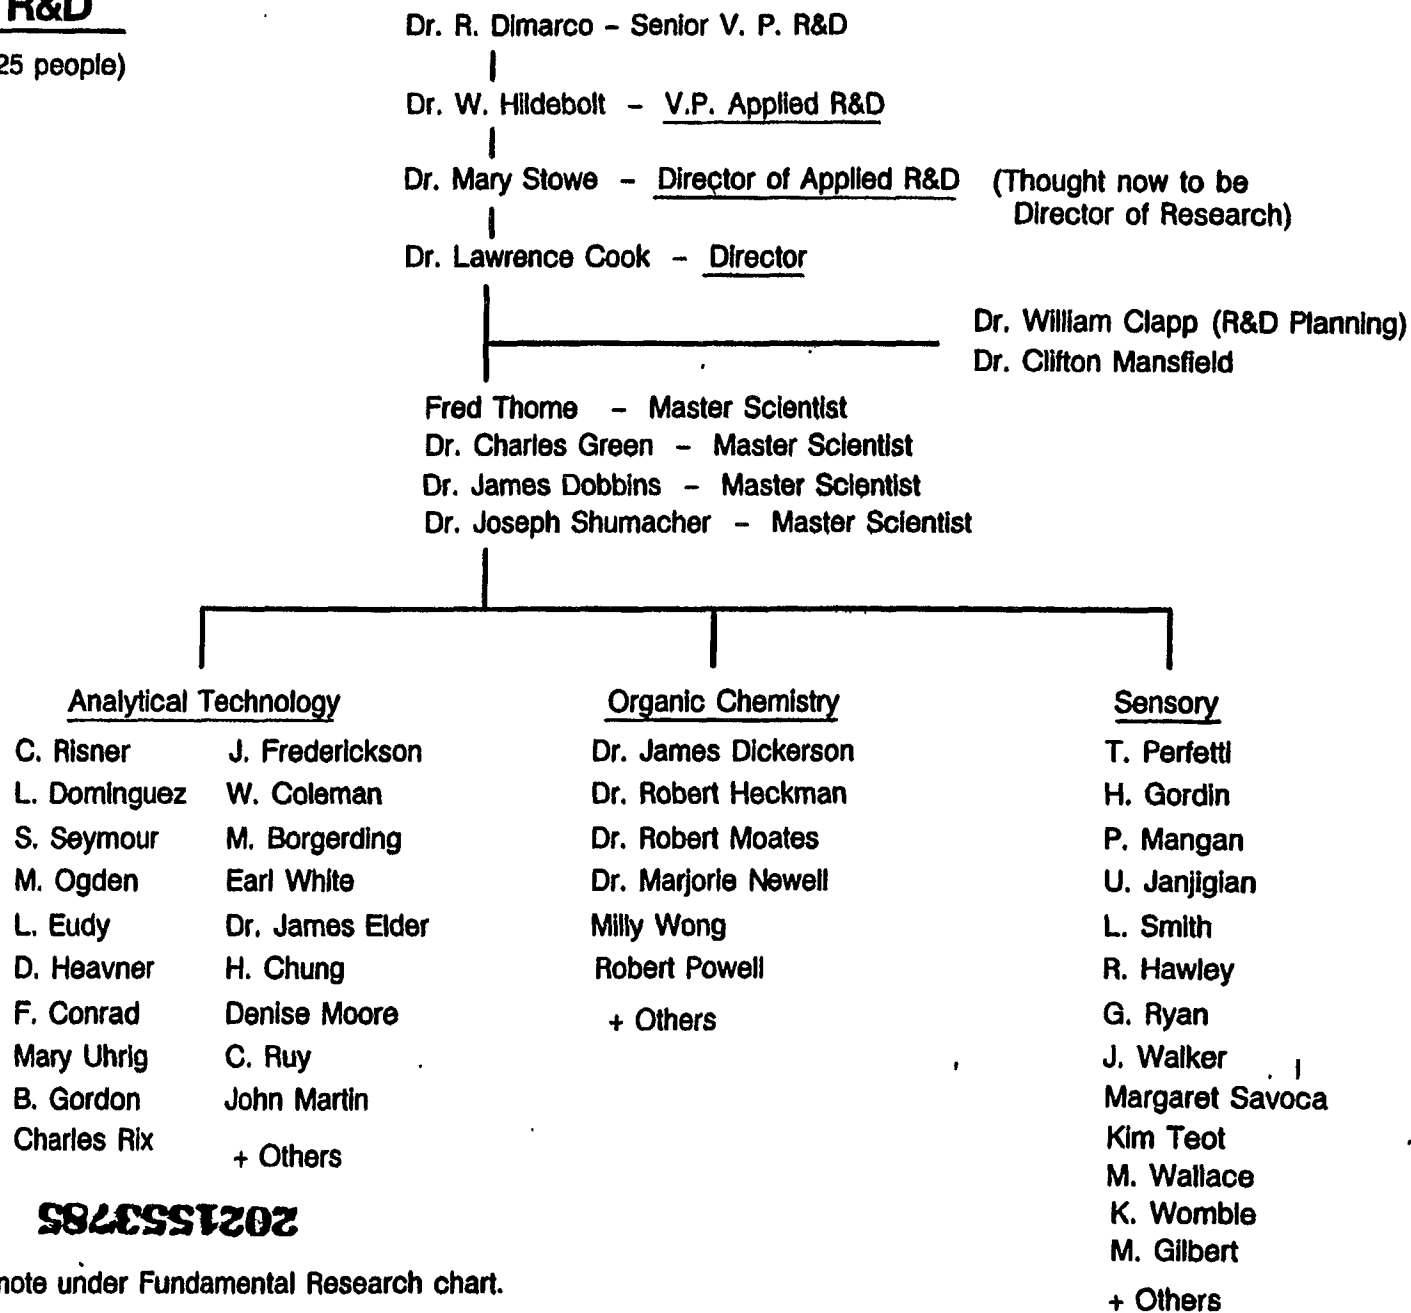 R&D
25 people)
Dr. R. Dimarco – Senior V. P. R&D
Dr. W. Hildebolt – V.P. Applied R&D
Dr. Mary Stowe – Director of Applied R&D (Thought now to be
Director of Research)
Dr. Lawrence Cook – Director
Dr. William Clapp (R&D Planning)
Dr. Clifton Mansfield
Fred Thome – Master Scientist
Dr. Charles Green – Master Scientist
Dr. James Dobbins – Master Scientist
Dr. Joseph Shumacher – Master Scientist
Analytical Technology
C. Risner
L. Dominguez
S. Seymour
M. Ogden
L. Eudy
D. Heavner
F. Conrad
Mary Uhrig
B. Gordon
Charles Rix
J. Frederickson
W. Coleman
M. Borgerding
Earl White
Dr. James Elder
H. Chung
Denise Moore
C. Ruy
John Martin
+ Others
Organic Chemistry
Dr. James Dickerson
Dr. Robert Heckman
Dr. Robert Moates
Dr. Marjorie Newell
Milly Wong
Robert Powell
+ Others
Sensory
T. Perfetti
H. Gordin
P. Mangan
U. Janjigian
L. Smith
R. Hawley
G. Ryan
J. Walker
Margaret Savoca
Kim Teot
M. Wallace
K. Womble
M. Gilbert
+ Others
2021553785
note under Fundamental Research chart.